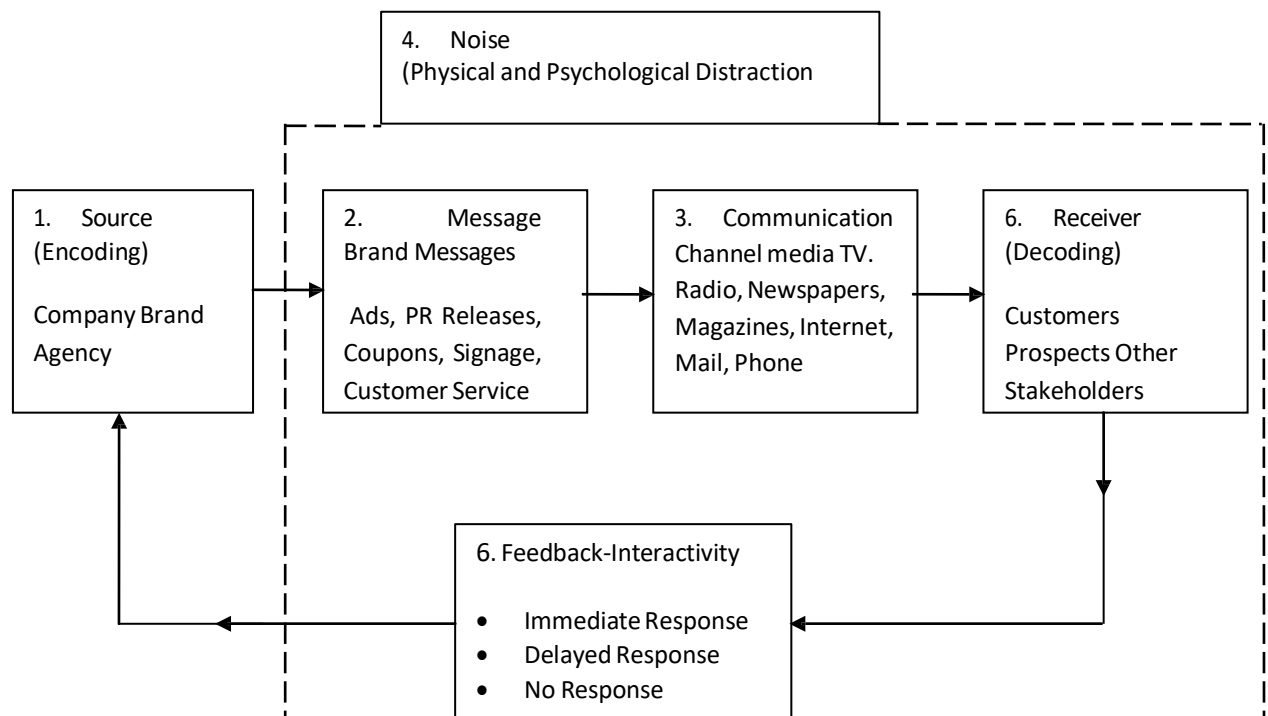 4. Noise
(Physical and Psychological Distraction
1. Source
(Encoding)
Company Brand
Agency
2. Message
Brand Messages
Ads, PR Releases,
Coupons, Signage,
Customer Service
3. Communication
Channel media TV.
Radio, Newspapers,
Magazines, Internet,
Mail, Phone
6. Receiver
(Decoding)
Customers
Prospects Other
Stakeholders
6. Feedback-Interactivity
• Immediate Response
• Delayed Response
• No Response